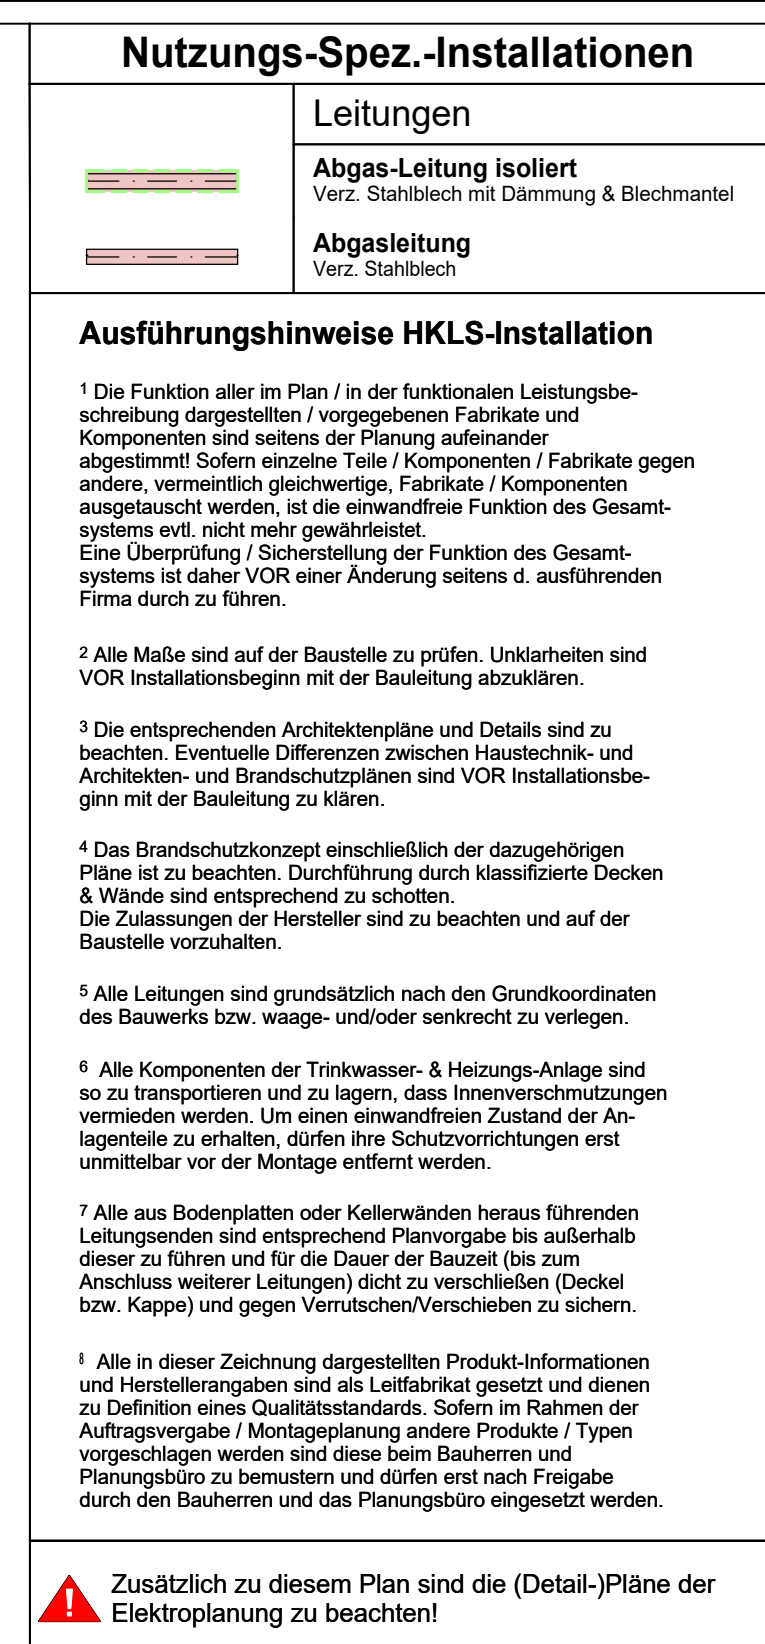 Nutzungs-Spez.-Installationen
Leitungen
Abgas-Leitung isoliert
Verz. Stahlblech mit Dämmung & Blechmantel
Abgasleitung
Verz. Stahlblech
Ausführungshinweise HKLS-Installation
1 Die Funktion aller im Plan / in der funktionalen Leistungsbe-
schreibung dargestellten / vorgegebenen Fabrikate und
Komponenten sind seitens der Planung aufeinander
abgestimmt! Sofern einzelne Teile / Komponenten / Fabrikate gegen
andere, vermeintlich gleichwertige, Fabrikate / Komponenten
ausgetauscht werden, ist die einwandfreie Funktion des Gesamt-
systems evtl. nicht mehr gewährleistet.
Eine Überprüfung / Sicherstellung der Funktion des Gesamt-
systems ist daher VOR einer Änderung seitens d. ausführenden
Firma durch zu führen.
2 Alle Maße sind auf der Baustelle zu prüfen. Unklarheiten sind
VOR Installationsbeginn mit der Bauleitung abzuklären.
3 Die entsprechenden Architektenpläne und Details sind zu
beachten. Eventuelle Differenzen zwischen Haustechnik- und
Architekten- und Brandschutzplänen sind VOR Installationsbe-
ginn mit der Bauleitung zu klären.
4 Das Brandschutzkonzept einschließlich der dazugehörigen
Pläne ist zu beachten. Durchführung durch klassifizierte Decken
& Wände sind entsprechend zu schotten.
Die Zulassungen der Hersteller sind zu beachten und auf der
Baustelle vorzuhalten.
5 Alle Leitungen sind grundsätzlich nach den Grundkoordinaten
des Bauwerks bzw. waage- und/oder senkrecht zu verlegen.
6 Alle Komponenten der Trinkwasser- & Heizungs-Anlage sind
so zu transportieren und zu lagern, dass Innenverschmutzungen
vermieden werden. Um einen einwandfreien Zustand der An-
lagenteile zu erhalten, dürfen ihre Schutzvorrichtungen erst
unmittelbar vor der Montage entfernt werden.
7 Alle aus Bodenplatten oder Kellerwänden heraus führenden
Leitungsenden sind entsprechend Planvorgabe bis außerhalb
dieser zu führen und für die Dauer der Bauzeit (bis zum
Anschluss weiterer Leitungen) dicht zu verschließen (Deckel
bzw. Kappe) und gegen Verrutschen/Verschieben zu sichern.
8 Alle in dieser Zeichnung dargestellten Produkt-Informationen
und Herstellerangaben sind als Leitfabrikat gesetzt und dienen
zu Definition eines Qualitätsstandards. Sofern im Rahmen der
Auftragsvergabe / Montageplanung andere Produkte / Typen
vorgeschlagen werden sind diese beim Bauherren und
Planungsbüro zu bemustern und dürfen erst nach Freigabe
durch den Bauherren und das Planungsbüro eingesetzt werden.
! Zusätzlich zu diesem Plan sind die (Detail-)Pläne der
Elektroplanung zu beachten!